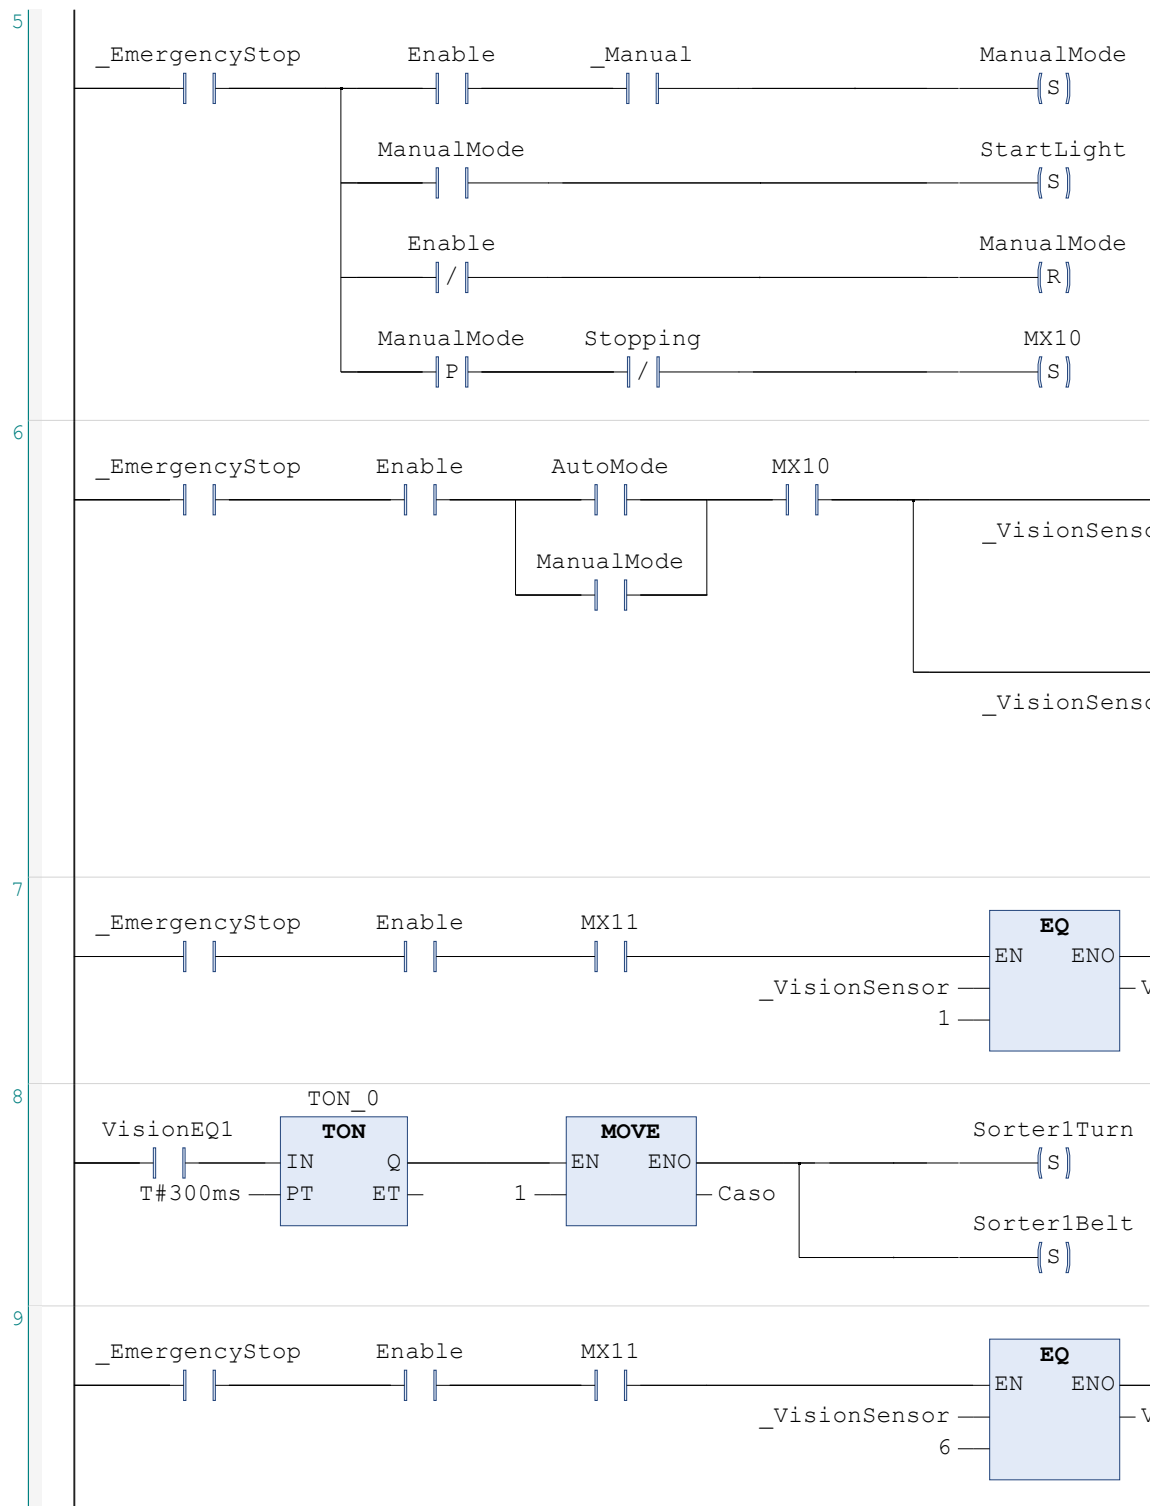 5
_EmergencyStop Enable _Manual ManualMode
S
ManualMode StartLight
S
Enable ManualMode
/ R
ManualMode Stopping MX10
P / S
6
_EmergencyStop Enable AutoMode MX10
_VisionSenso
ManualMode
_VisionSenso
7
_EmergencyStop Enable MX11
EQ
EN ENO
_VisionSensor V
1
8
TON_0
VisionEQ1 TON MOVE Sorter1Turn
IN Q EN ENO S
T#300ms PT ET 1 Caso
Sorter1Belt
S
9
_EmergencyStop Enable MX11
EQ
EN ENO
_VisionSensor V
6